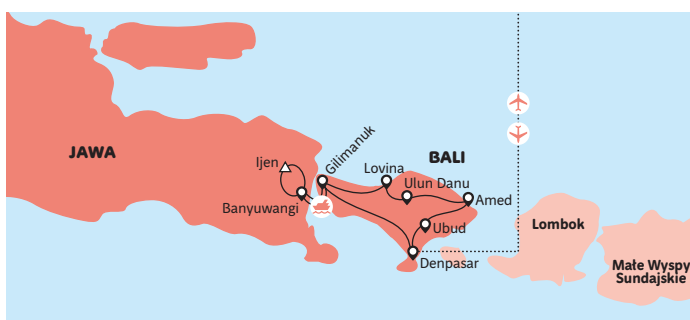 JAWA
Ijen
Banyuwangi
Gilimanuk
Lovina
BALI
Ulun Danu
Amed
Ubud
Denpasar
Lombok
Małe Wyspy
Sundajskie